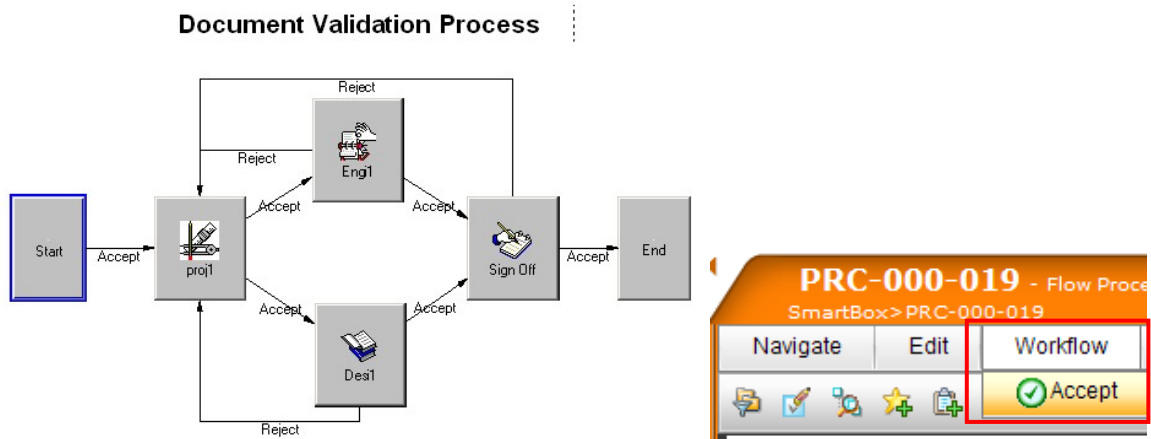 Document Validation Process
Reject
Reject
Engi1
Accept
Accept
Start
Accept
proj1
Sign Off
Accept
End
Accept
Accept
Desi1
Reject
PRC-000-019 - Flow Proce
SmartBox>PRC-000-019
Navigate Edit Workflow
Accept